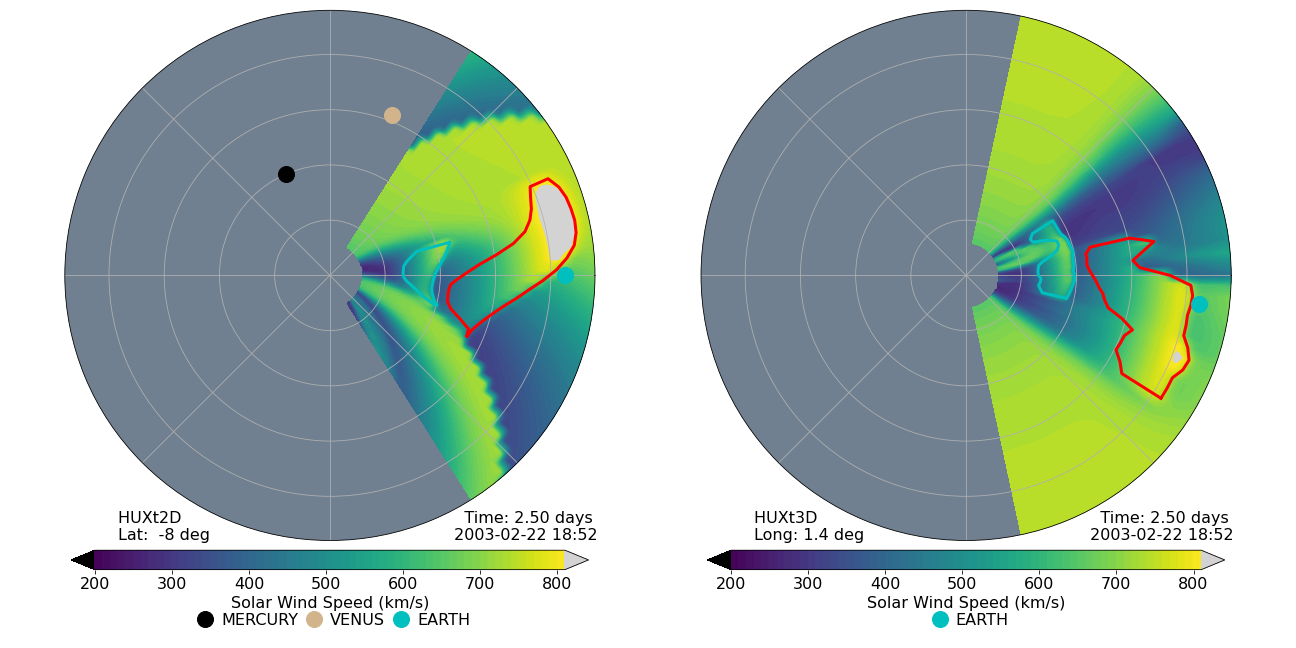 HUXt2D
Lat:  -8 deg
Time: 2.50 days
2003-02-22 18:52
200 300 400 500 600 700 800
Solar Wind Speed (km/s)
MERCURY VENUS EARTH
HUXt3D
Long: 1.4 deg
Time: 2.50 days
2003-02-22 18:52
200 300 400 500 600 700 800
Solar Wind Speed (km/s)
EARTH